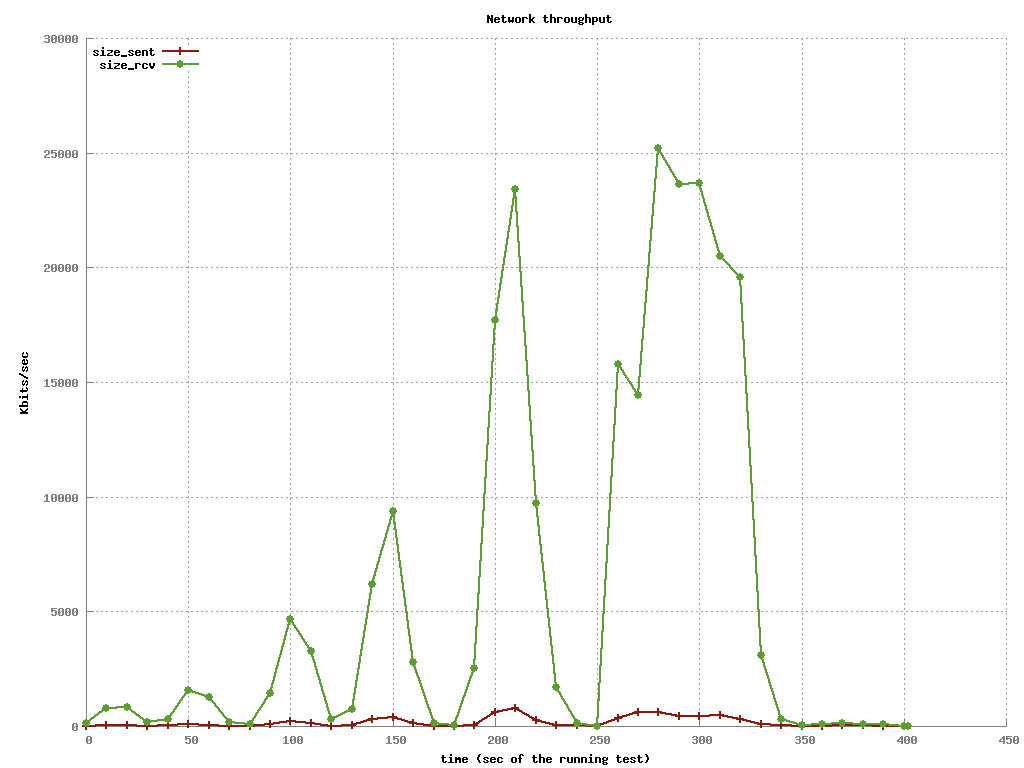 Network throughput
30000
size_sent
size_rcv
25000
20000
15000
10000
5000
0
Kbits/sec
0 50 100 150 200 250 300 350 400 450
time (sec of the running test)